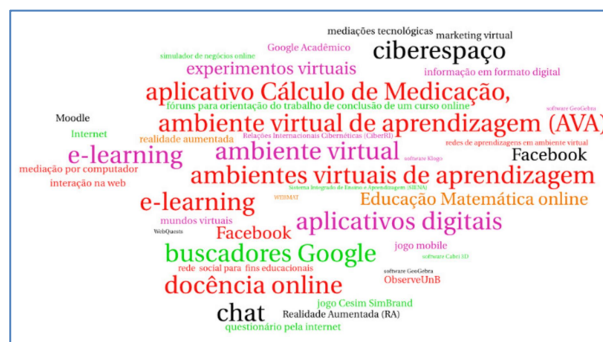 mediações tecnológicas
marketing virtual
Google Acadêmico
ciberespaço
simulador de negócios online
experimentos virtuais
informação em formato digital
aplicativo Cálculo de Medicação,
fóruns para orientação do trabalho de conclusão de um curso online
software GeoGebra
Moodle
ambiente virtual de aprendizagem (AVA)
Internet
realidade aumentada
Relações Internacionais Cibernéticas (CiberRI)
redes de aprendizagens em ambiente virtual
e-learning
ambiente virtual
software Klogo
Facebook
mediação por computador
ambientes virtuais de aprendizagem
interação na web
Sistema Integrado de Ensino e Aprendizagem (SIENA)
e-learning
Educação Matemática online
mundos virtuais
aplicativos digitais
WebQuests
Facebook
buscadores Google
jogo mobile
software Cabri 3D
rede social para fins educacionais
software GeoGebra
docência online
ObserveUnB
jogo Cesim SimBrand
chat
Realidade Aumentada (RA)
questionário pela internet